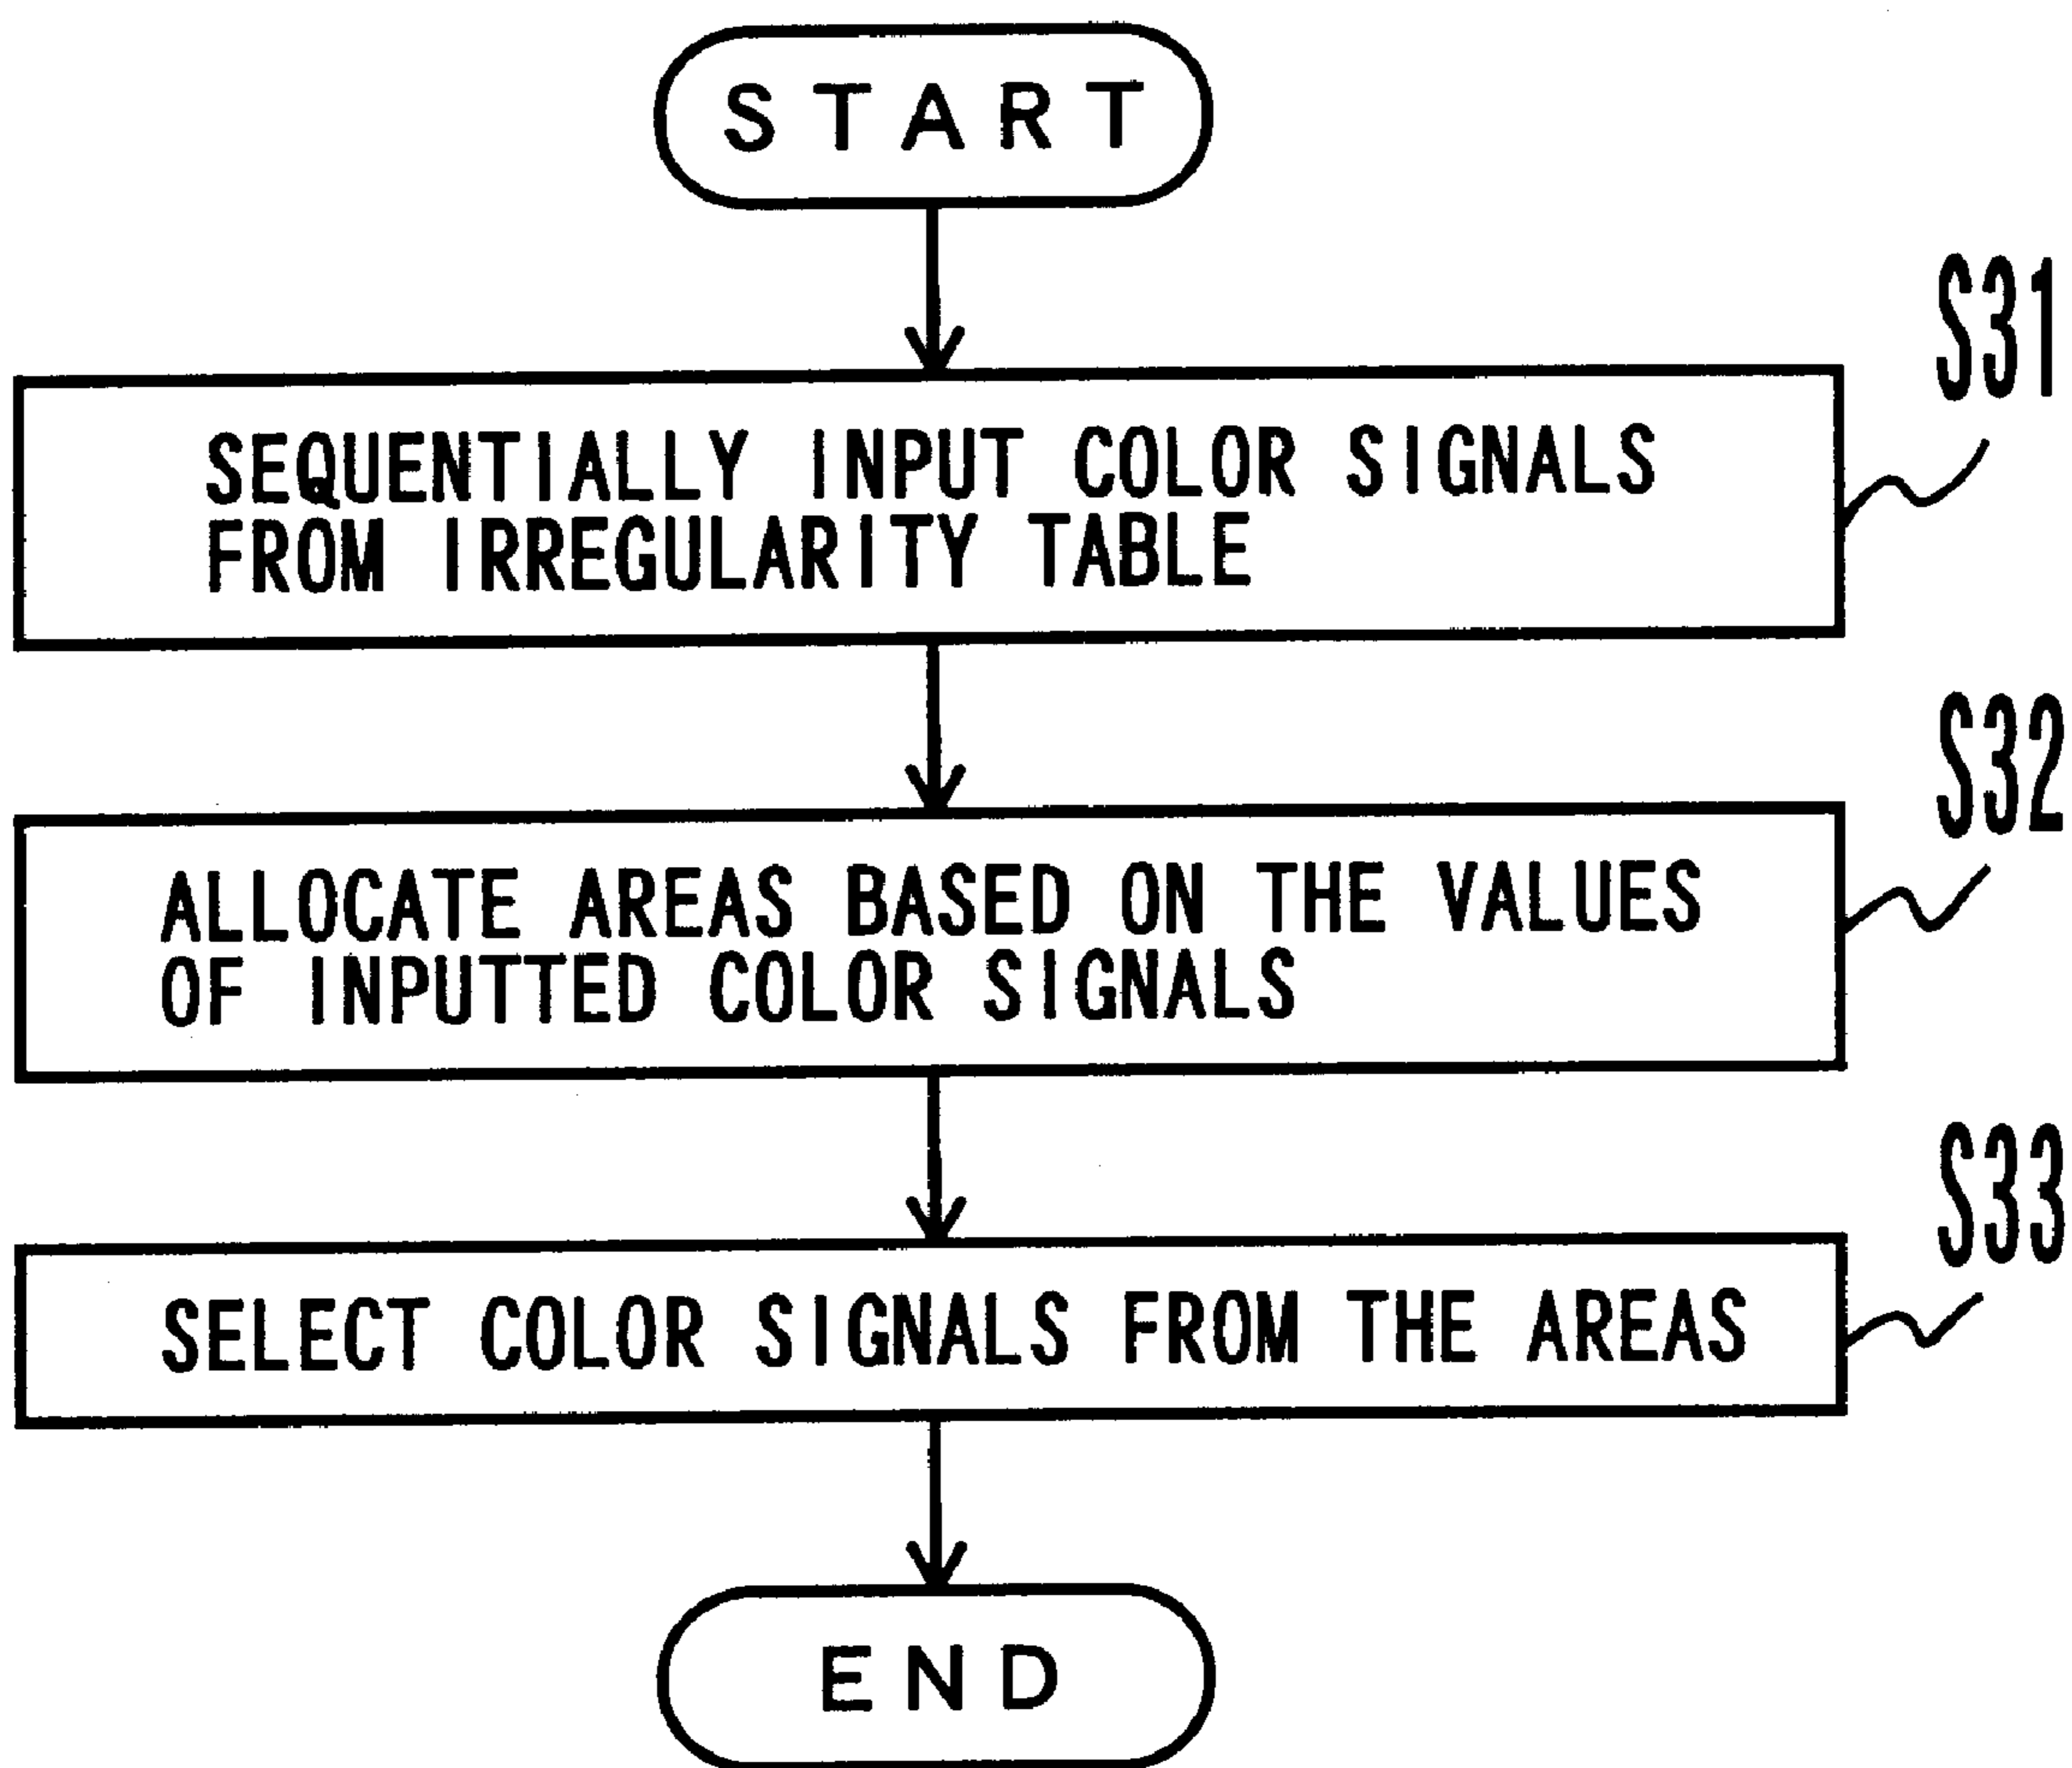 START
S31
SEQUENTIALLY INPUT COLOR SIGNALS
FROM IRREGULARITY TABLE
S32
ALLOCATE AREAS BASED ON THE VALUES
OF INPUTTED COLOR SIGNALS
S33
SELECT COLOR SIGNALS FROM THE AREAS
END